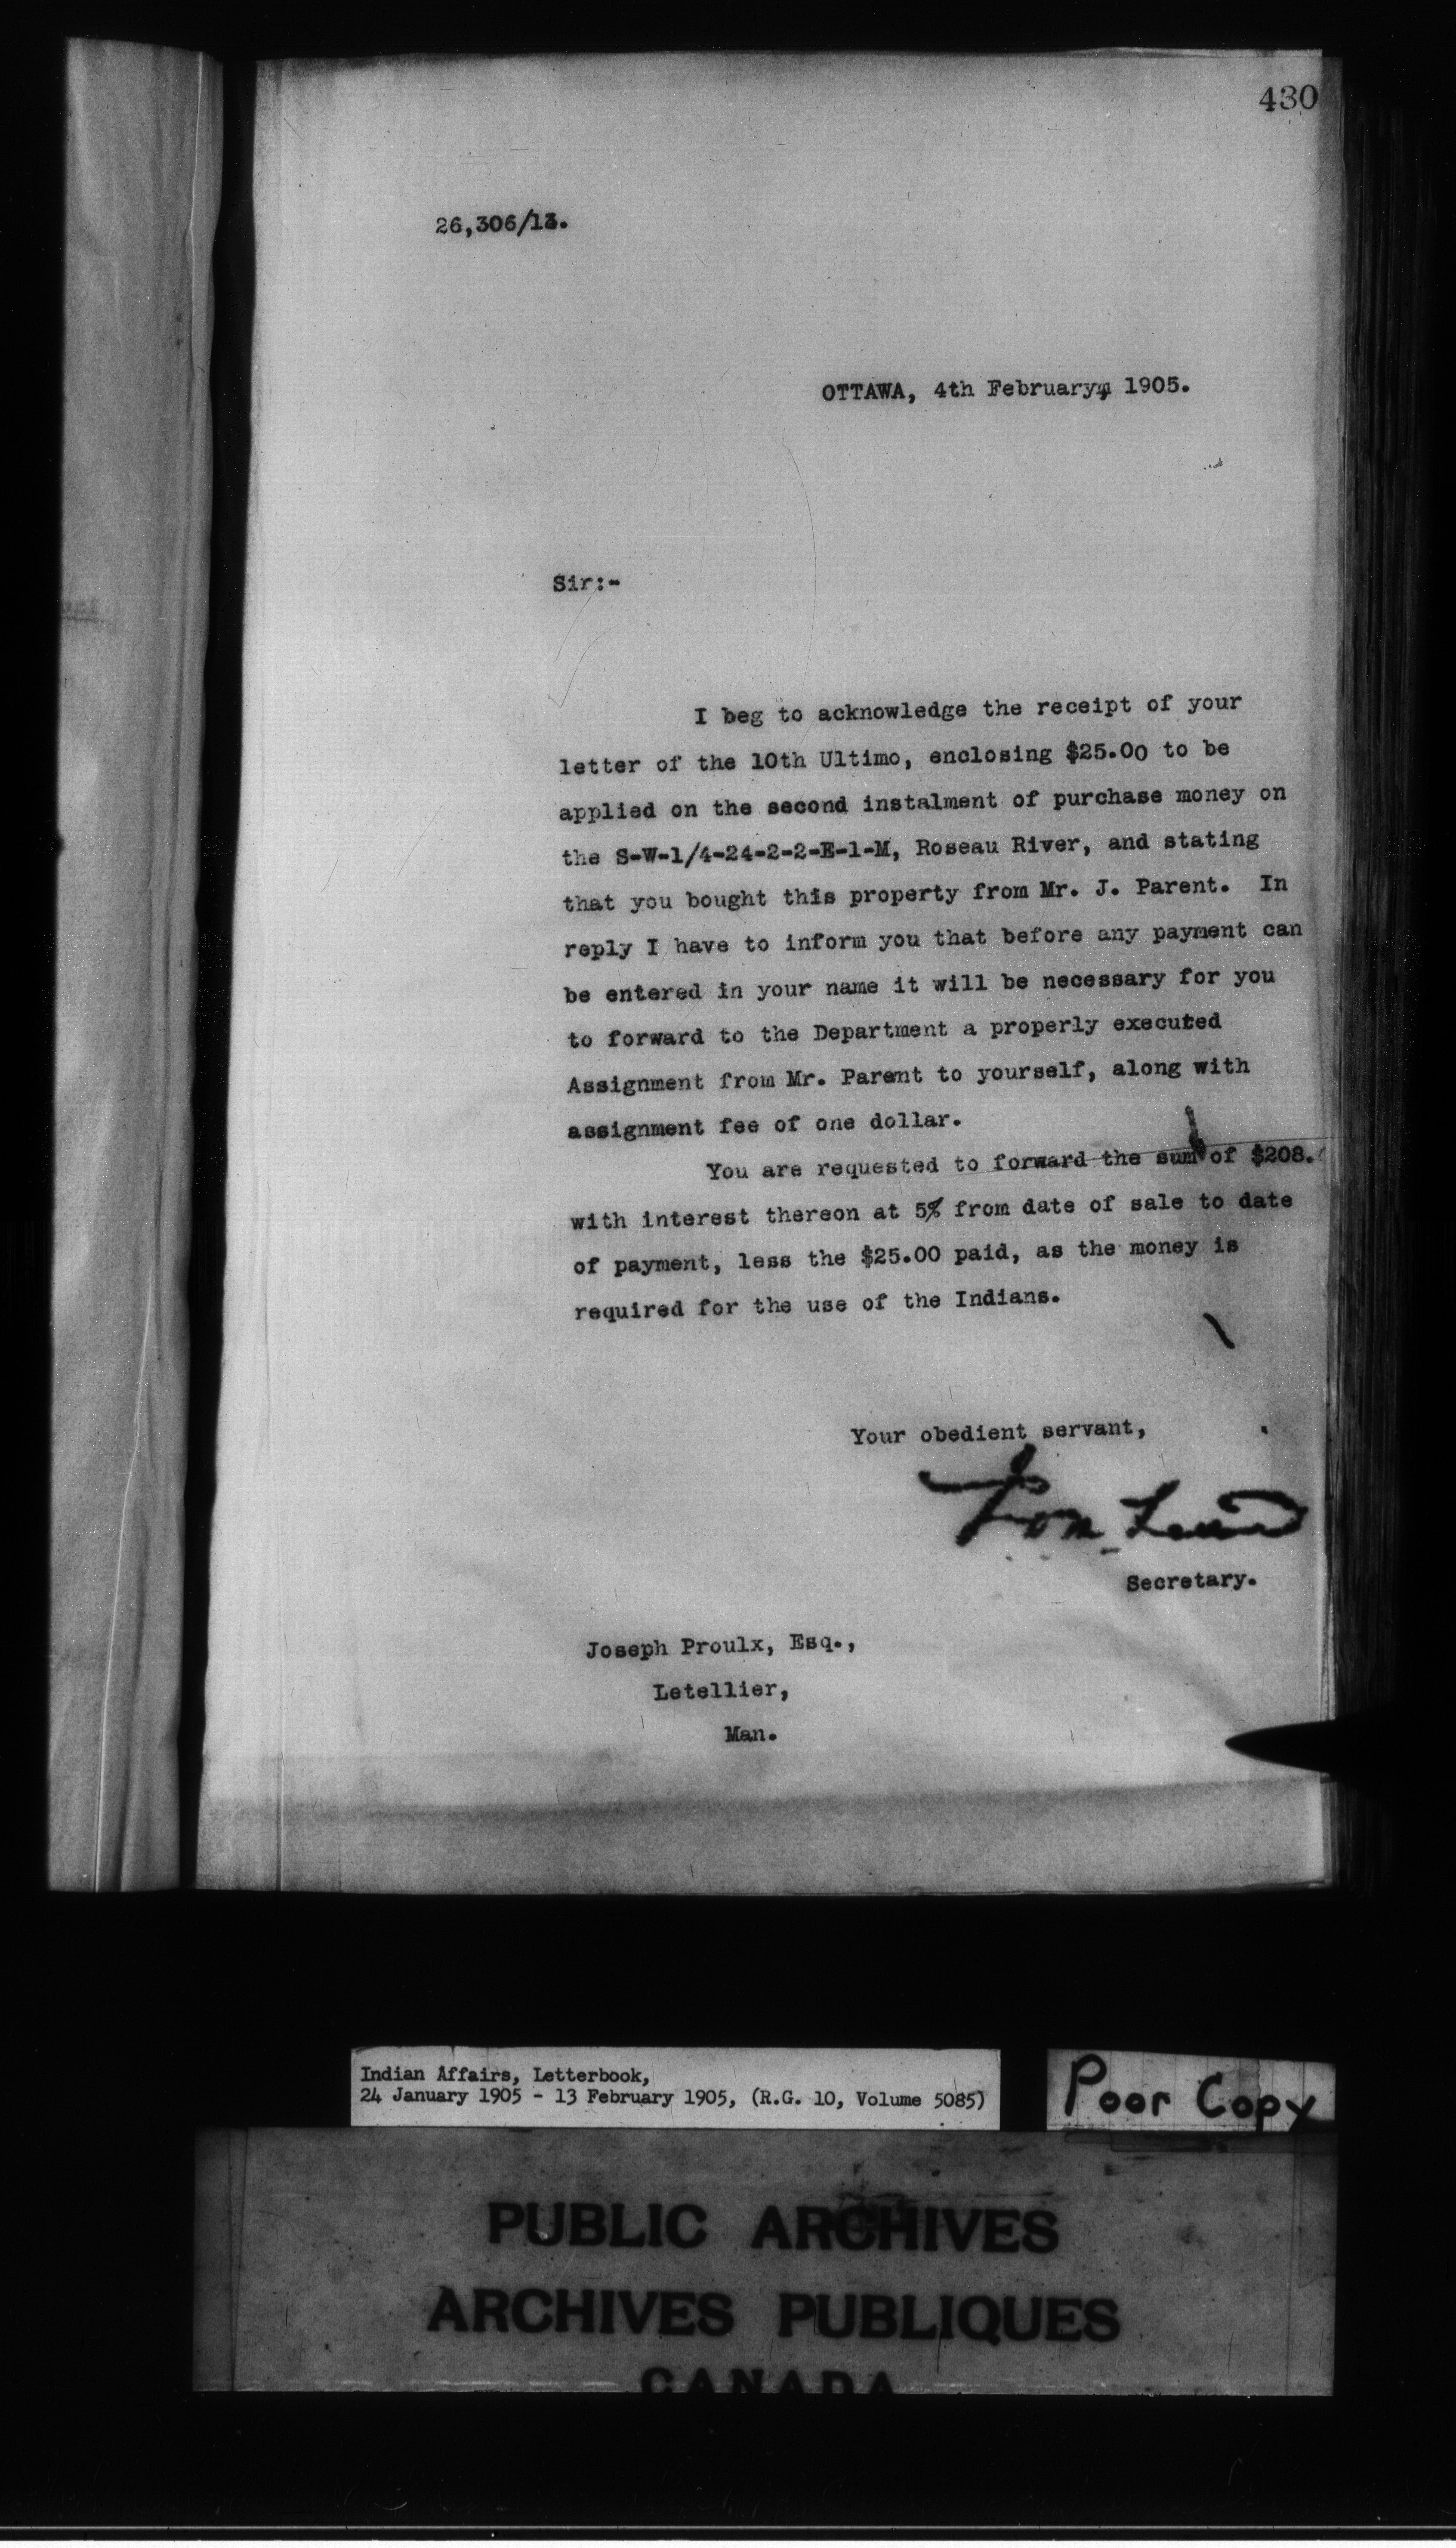 430
26,306/13.
OTTAWA, 4th February, 1905.
Sir:-
I beg to acknowledge the receipt of your
letter of the 10th Ultimo, enclosing $25.00 to be
applied on the second instalment of purchase money on
the S-W-1/4-24-2-2-E-1-M, Roseau River, and stating
that you bought this property from Mr. J. Parent. In
reply I have to inform you that before any payment can
be entered in your name it will be necessary for you
to forward to the Department a properly executed
Assignment from Mr. Parent to yourself, along with
assignment fee of one dollar.
You are requested to forward the sum of $208.
with interest thereon at 5% from date of sale to date
of payment, less the $25.00 paid, as the money is
required for the use of the Indians.
Your obedient servant,
Secretary.
Joseph Proulx, Esq.,
Letellier,
Man.
Indian Affairs, Letterbook,
24 January 1905 - 13 February 1905, (R.G. 10, Volume 5085)
Poor Copy
PUBLIC ARCHIVES
ARCHIVES PUBLIQUES
CANADA